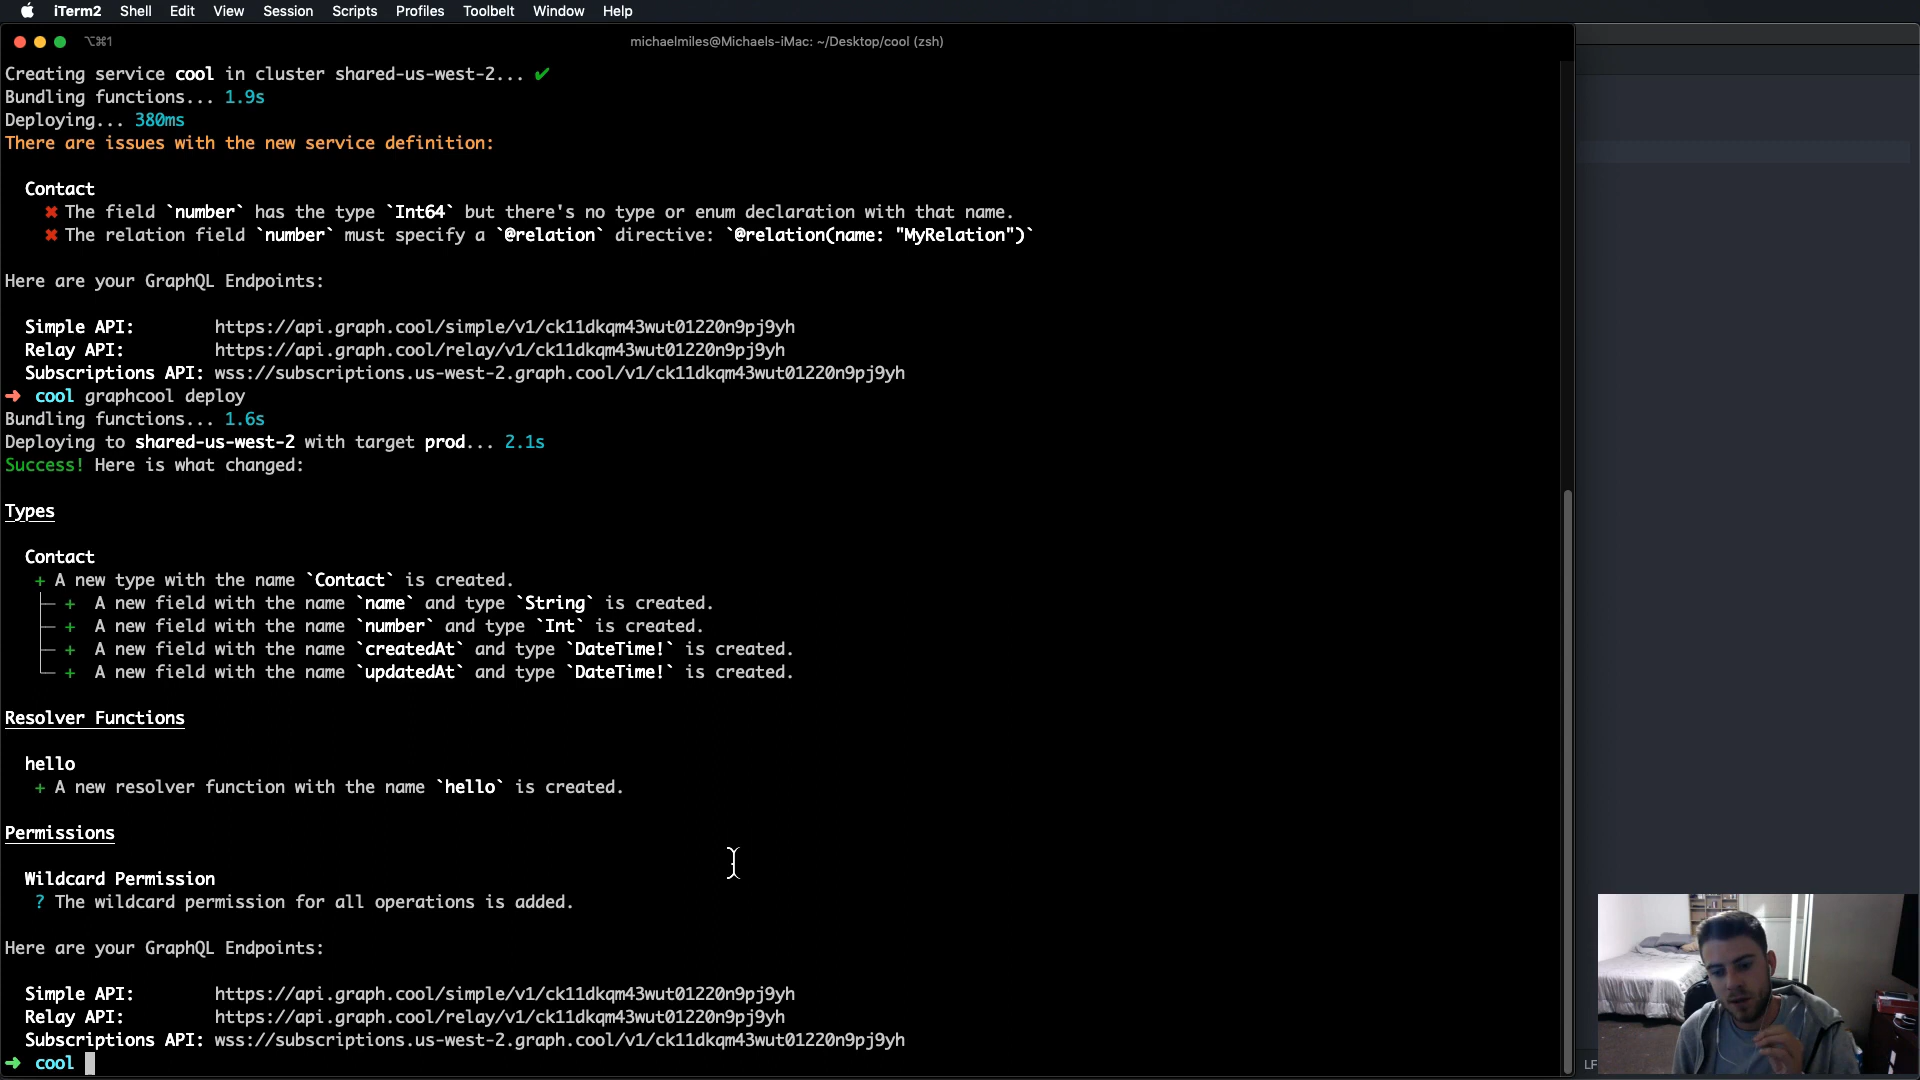 iTerm2 Shell Edit View Session Scripts Profiles Toolbelt Window Help
⌥⌘1 michaelmiles@Michaels-iMac: ~/Desktop/cool (zsh)
Creating service cool in cluster shared-us-west-2... ✔
Bundling functions... 1.9s
Deploying... 380ms
There are issues with the new service definition:
Contact
✖ The field `number` has the type `Int64` but there's no type or enum declaration with that name.
✖ The relation field `number` must specify a `@relation` directive: `@relation(name: "MyRelation")`
Here are your GraphQL Endpoints:
Simple API: https://api.graph.cool/simple/v1/ck11dkqm43wut01220n9pj9yh
Relay API: https://api.graph.cool/relay/v1/ck11dkqm43wut01220n9pj9yh
Subscriptions API: wss://subscriptions.us-west-2.graph.cool/v1/ck11dkqm43wut01220n9pj9yh
➜ cool graphcool deploy
Bundling functions... 1.6s
Deploying to shared-us-west-2 with target prod... 2.1s
Success! Here is what changed:
Types
Contact
+ A new type with the name `Contact` is created.
├─ + A new field with the name `name` and type `String` is created.
├─ + A new field with the name `number` and type `Int` is created.
├─ + A new field with the name `createdAt` and type `DateTime!` is created.
└─ + A new field with the name `updatedAt` and type `DateTime!` is created.
Resolver Functions
hello
+ A new resolver function with the name `hello` is created.
Permissions
Wildcard Permission
? The wildcard permission for all operations is added.
Here are your GraphQL Endpoints:
Simple API: https://api.graph.cool/simple/v1/ck11dkqm43wut01220n9pj9yh
Relay API: https://api.graph.cool/relay/v1/ck11dkqm43wut01220n9pj9yh
Subscriptions API: wss://subscriptions.us-west-2.graph.cool/v1/ck11dkqm43wut01220n9pj9yh
➜ cool
LF